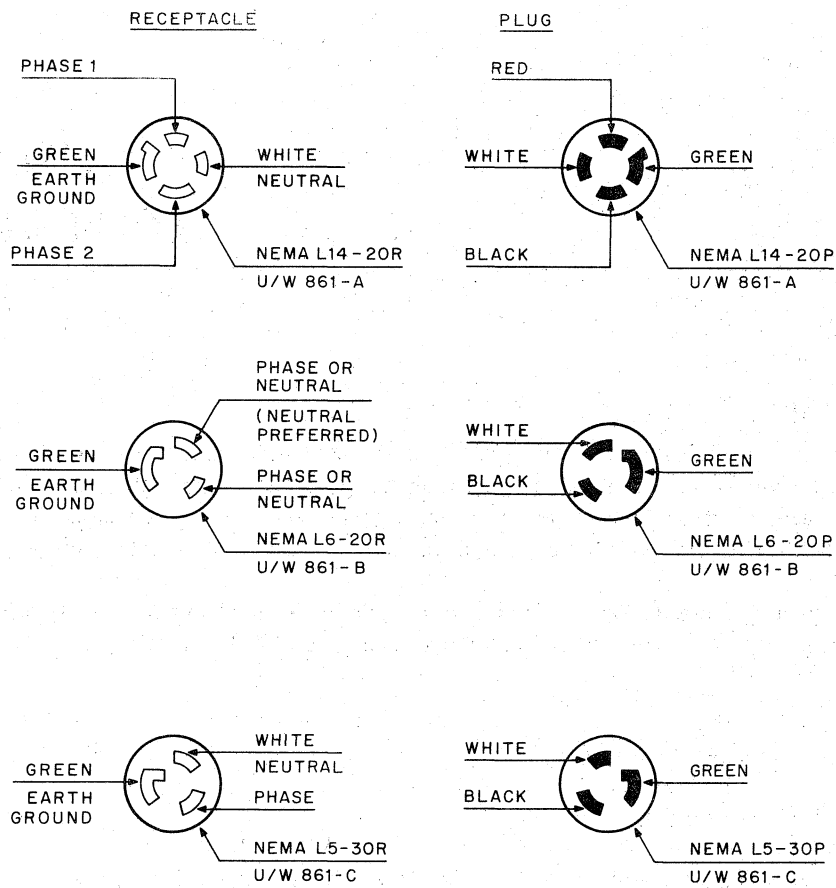 RECEPTACLE
PLUG
PHASE 1
GREEN
EARTH
GROUND
WHITE
NEUTRAL
PHASE 2
NEMA L14-20R
U/W 861-A
RED
WHITE
GREEN
BLACK
NEMA L14-20P
U/W 861-A
PHASE OR
NEUTRAL
(NEUTRAL
PREFERRED)
GREEN
EARTH
GROUND
PHASE OR
NEUTRAL
NEMA L6-20R
U/W 861-B
WHITE
GREEN
BLACK
NEMA L6-20P
U/W 861-B
WHITE
NEUTRAL
GREEN
EARTH
GROUND
PHASE
NEMA L5-30R
U/W 861-C
WHITE
GREEN
BLACK
NEMA L5-30P
U/W 861-C